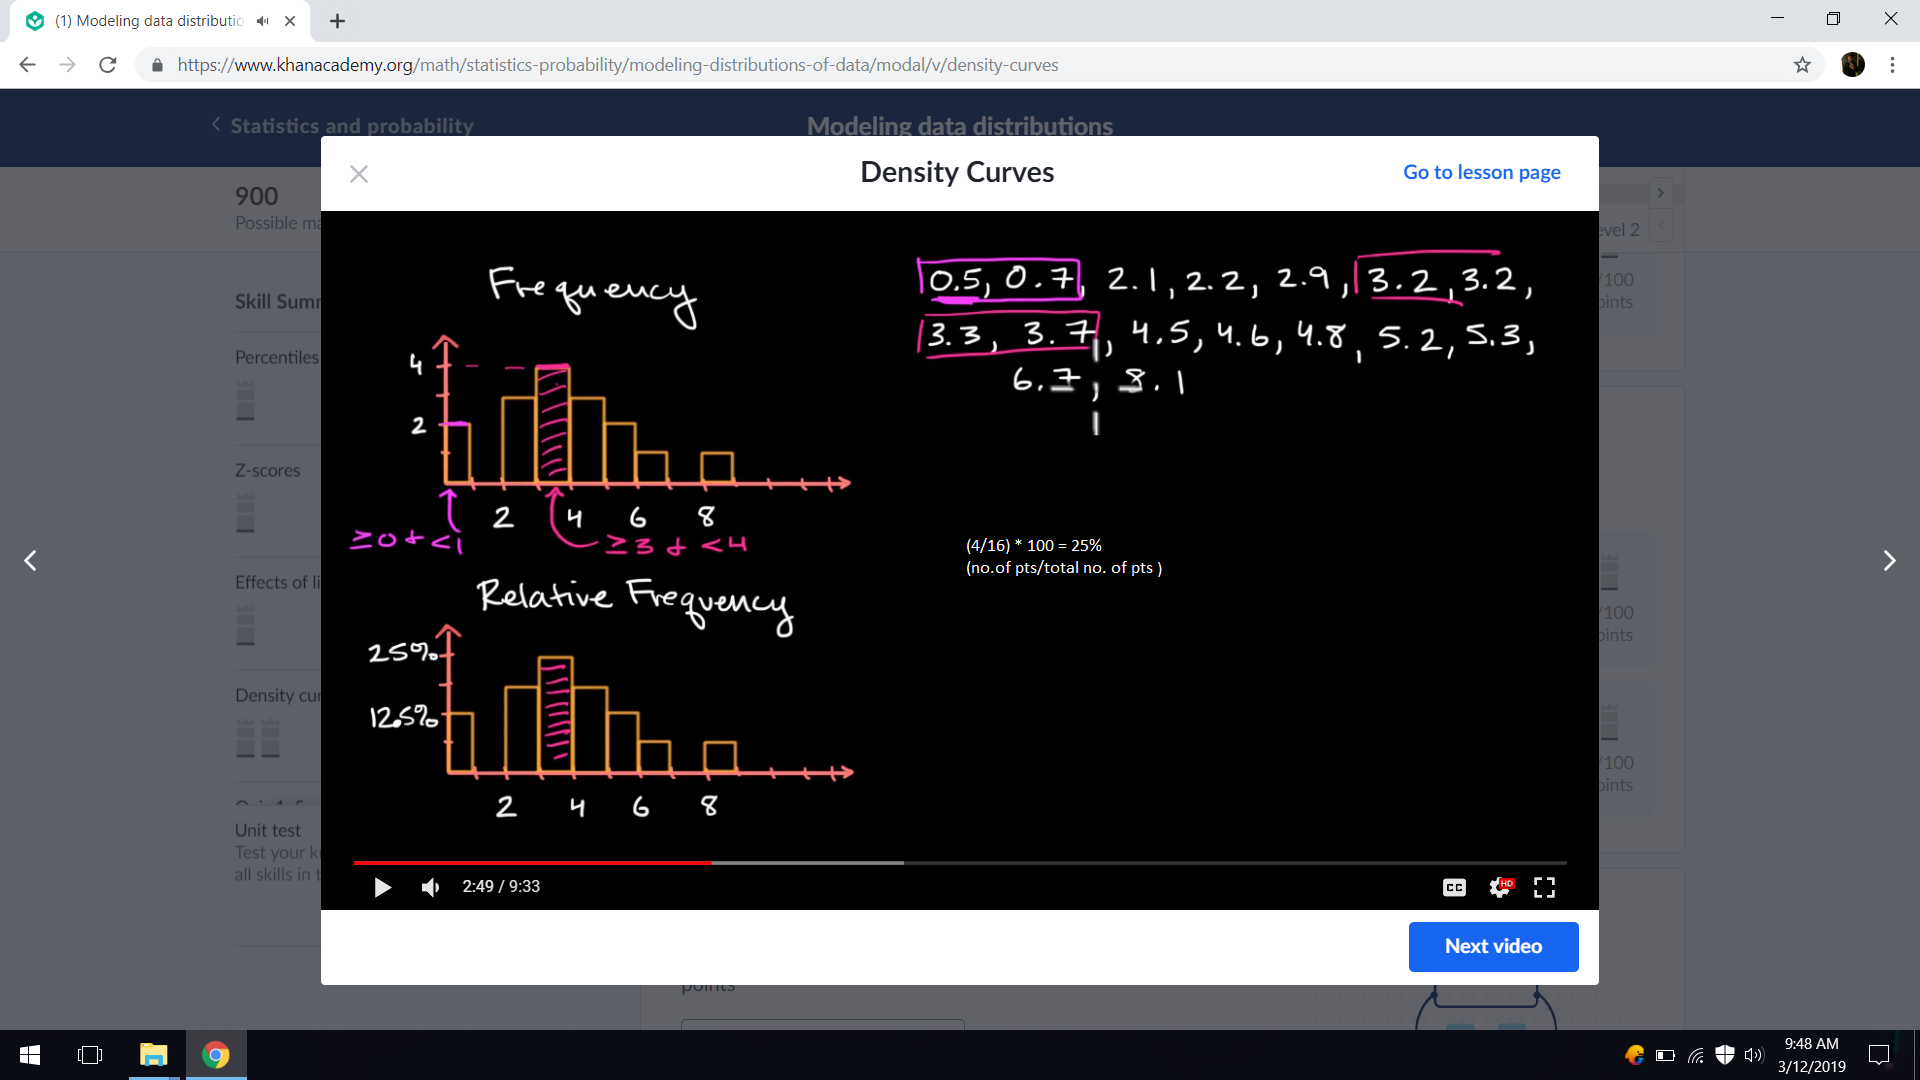 (1) Modeling data distributio
https://www.khanacademy.org/math/statistics-probability/modeling-distributions-of-data/modal/v/density-curves
Statistics and probability
Modeling data distributions
Density Curves
Go to lesson page
900
Possible
evel 2
Skill Sum
Percentiles
Z-scores
Effects of li
Density cu
Unit test
Test your k
all skills in t
/100
oints
/100
oints
/100
oints
Frequency
4
2
2 4 6 8
≥0 + <1
≥3 + <4
0.5, 0.7, 2.1, 2.2, 2.9, 3.2, 3.2,
3.3, 3.7, 4.5, 4.6, 4.8, 5.2, 5.3,
6.7, 8.1
(4/16) * 100 = 25%
(no.of pts/total no. of pts )
Relative Frequency
25%
12.5%
2 4 6 8
2:49 / 9:33
CC
HD
Next video
points
9:48 AM
3/12/2019